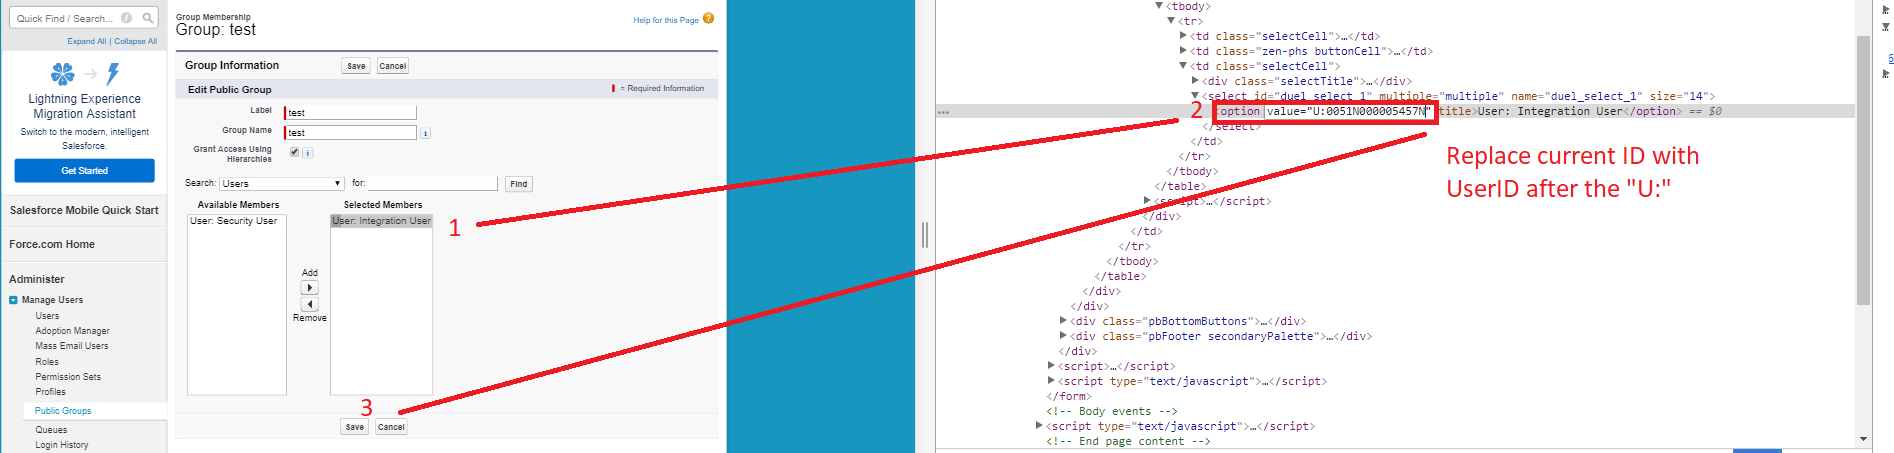 Quick Find / Search...
Expand All | Collapse All
Lightning Experience
Migration Assistant
Switch to the modern, intelligent
Salesforce.
Get Started
Salesforce Mobile Quick Start
Force.com Home
Administer
Manage Users
Users
Adoption Manager
Mass Email Users
Roles
Permission Sets
Profiles
Public Groups
Queues
Login History
Group Membership
Group: test
Help for this Page
Group Information
Save
Cancel
Edit Public Group
= Required Information
Label
test
Group Name
test
Grant Access Using
Hierarchies
Search:
Users
for:
Find
Available Members
Selected Members
User: Security User
User: Integration User
Add
Remove
Save
Cancel
1
2
3
<tbody>
<tr>
<td class="selectCell">…</td>
<td class="zen-phs buttonCell">…</td>
<td class="selectCell">
<div class="selectTitle">…</div>
<select id="duel_select_1" multiple="multiple" name="duel_select_1" size="14">
<option value="U:0051N000005457N" title>User: Integration User</option> == $0
</select>
</td>
</tr>
</tbody>
</table>
<script>…</script>
</div>
</td>
</tr>
</tbody>
</table>
</div>
</div>
<div class="pbBottomButtons">…</div>
<div class="pbFooter secondaryPalette">…</div>
</div>
<script>…</script>
<script type="text/javascript">…</script>
</form>
<!-- Body events -->
<script type="text/javascript">…</script>
<!-- End page content -->
Replace current ID with
UserID after the "U:"
6